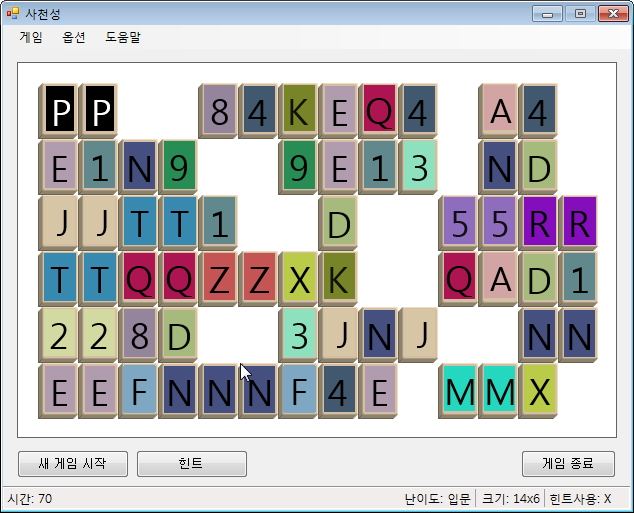 사천성
게임 옵션 도움말
P P 8 4 K E Q 4 A 4
E 1 N 9 9 E 1 3 N D
J J T T 1 D 5 5 R R
T T Q Q Z Z X K Q A D 1
2 2 8 D 3 J N J N N
E E F N N N F 4 E M M X
새 게임 시작 힌트 게임 종료
시간: 70 난이도: 입문 크기: 14x6 힌트사용: X